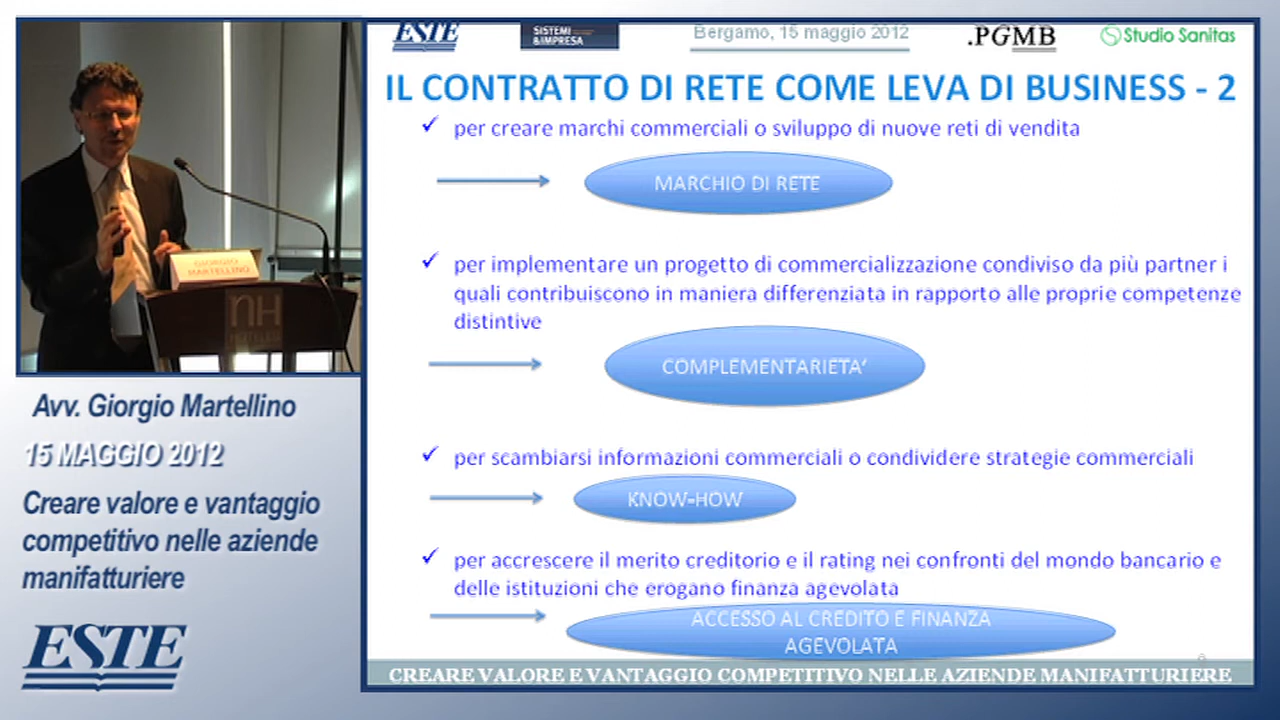 ESTE
SISTEMI
&IMPRESA
Bergamo, 15 maggio 2012
.PGMB
Studio Sanitas
IL CONTRATTO DI RETE COME LEVA DI BUSINESS - 2
✓ per creare marchi commerciali o sviluppo di nuove reti di vendita
MARCHIO DI RETE
✓ per implementare un progetto di commercializzazione condiviso da più partner i
quali contribuiscono in maniera differenziata in rapporto alle proprie competenze
distintive
COMPLEMENTARIETA'
✓ per scambiarsi informazioni commerciali o condividere strategie commerciali
KNOW-HOW
✓ per accrescere il merito creditorio e il rating nei confronti del mondo bancario e
delle istituzioni che erogano finanza agevolata
ACCESSO AL CREDITO E FINANZA
AGEVOLATA
CREARE VALORE E VANTAGGIO COMPETITIVO NELLE AZIENDE MANIFATTURIERE
GIORGIO
MARTELLINO
nH
HOTELES
Avv. Giorgio Martellino
15 MAGGIO 2012
Creare valore e vantaggio
competitivo nelle aziende
manifatturiere
ESTE